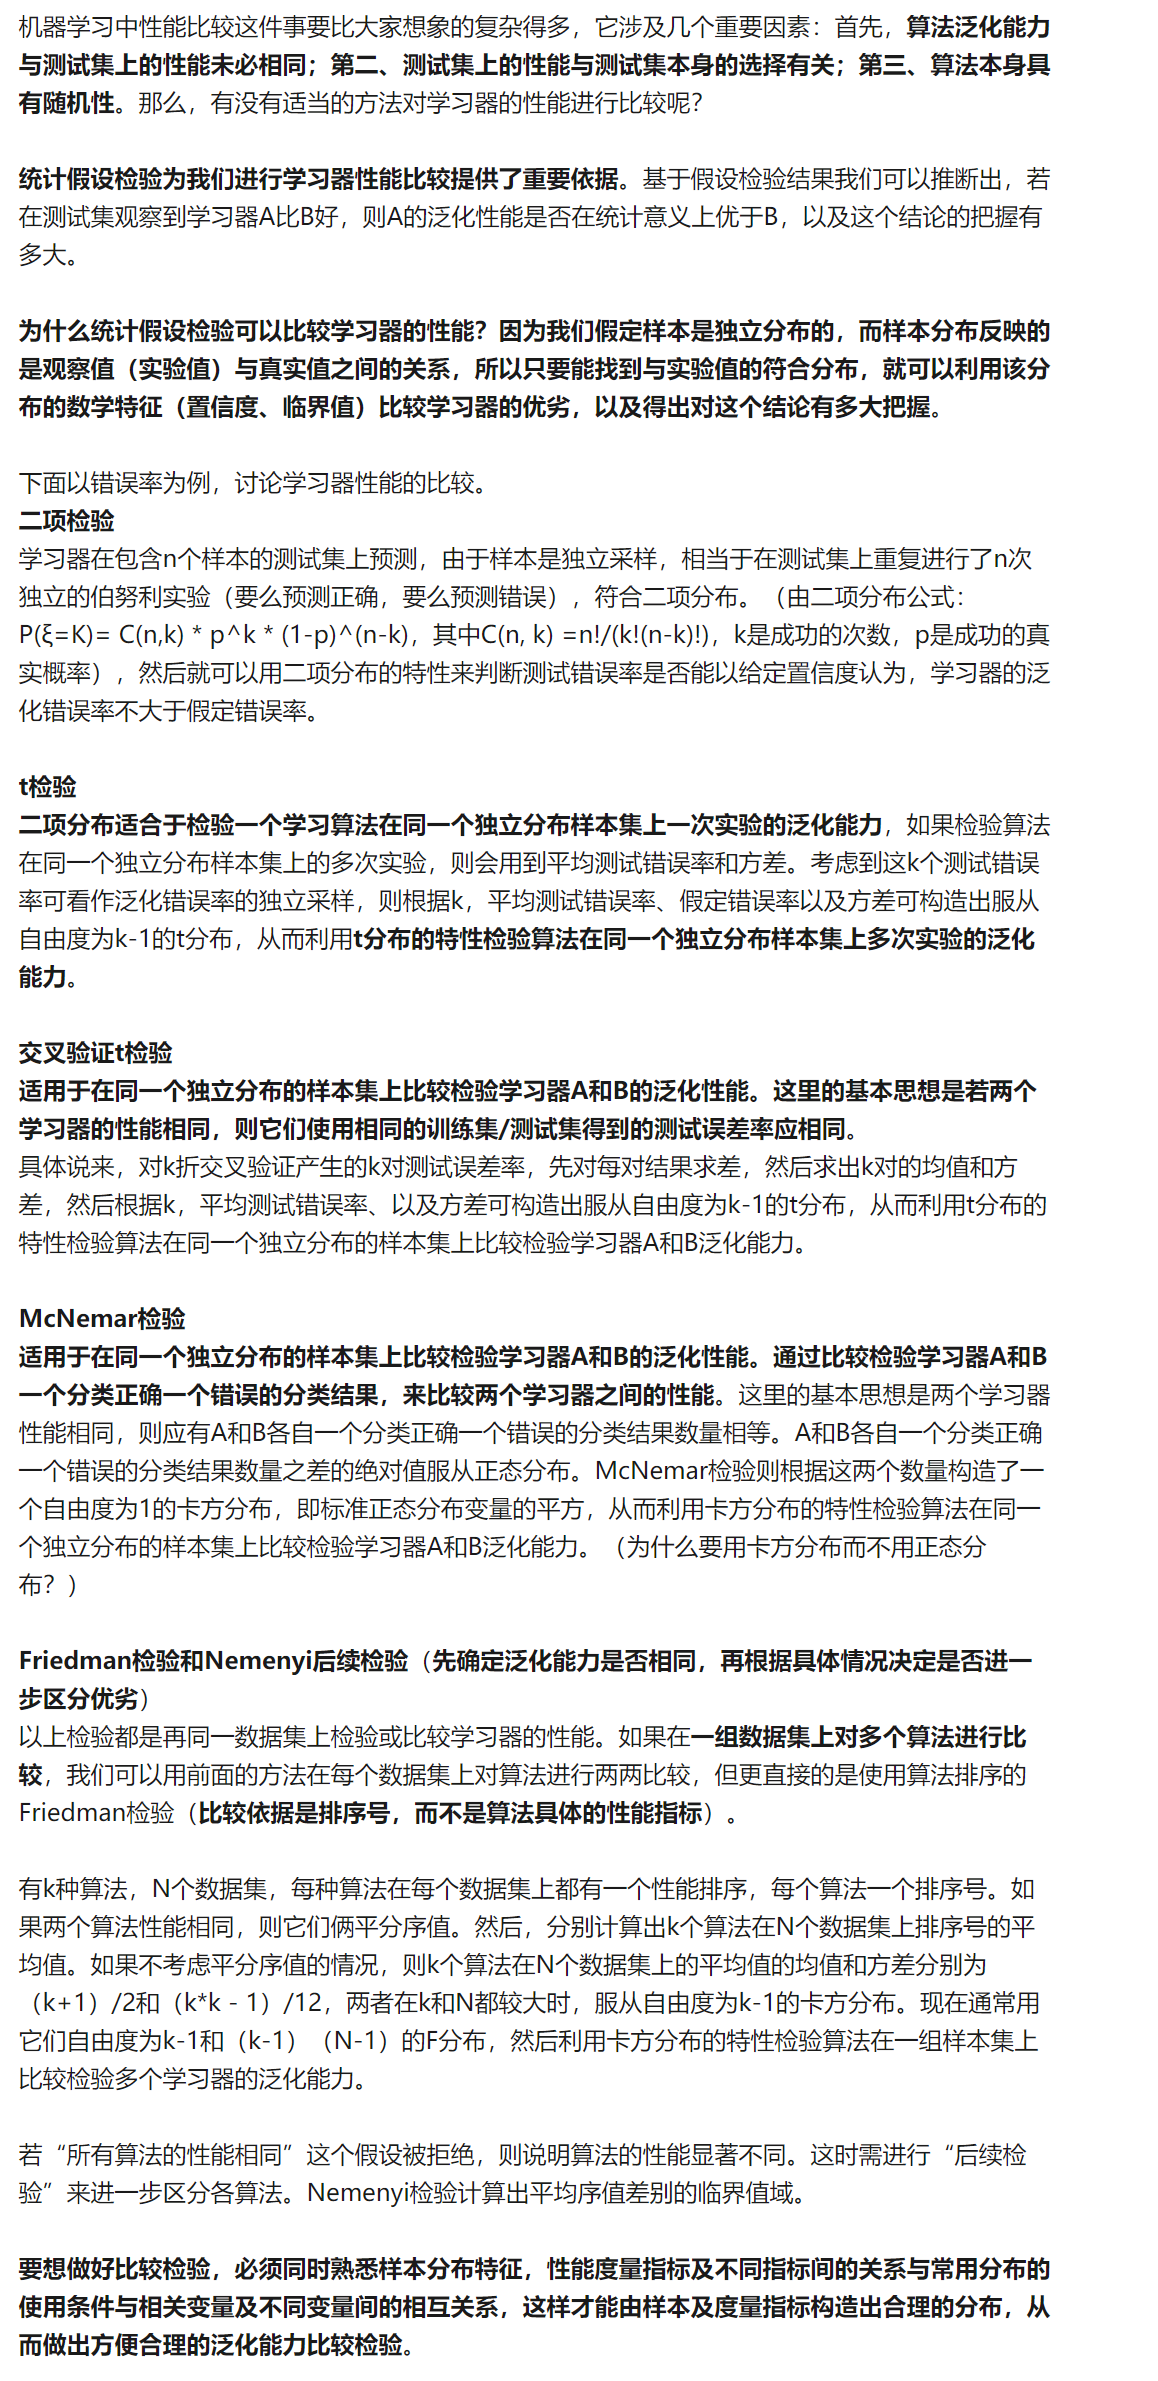 机器学习中性能比较这件事要比大家想象的复杂得多，它涉及几个重要因素：首先，算法泛化能力
与测试集上的性能未必相同；第二、测试集上的性能与测试集本身的选择有关；第三、算法本身具
有随机性。那么，有没有适当的方法对学习器的性能进行比较呢？
统计假设检验为我们进行学习器性能比较提供了重要依据。基于假设检验结果我们可以推断出，若
在测试集观察到学习器A比B好，则A的泛化性能是否在统计意义上优于B，以及这个结论的把握有
多大。
为什么统计假设检验可以比较学习器的性能？因为我们假定样本是独立分布的，而样本分布反映的
是观察值（实验值）与真实值之间的关系，所以只要能找到与实验值的符合分布，就可以利用该分
布的数学特征（置信度、临界值）比较学习器的优劣，以及得出对这个结论有多大把握。
下面以错误率为例，讨论学习器性能的比较。
二项检验
学习器在包含n个样本的测试集上预测，由于样本是独立采样，相当于在测试集上重复进行了n次
独立的伯努利实验（要么预测正确，要么预测错误），符合二项分布。（由二项分布公式：
P(ξ=K)= C(n,k) * p^k * (1-p)^(n-k)，其中C(n, k) =n!/(k!(n-k)!)，k是成功的次数，p是成功的真
实概率），然后就可以用二项分布的特性来判断测试错误率是否能以给定置信度认为，学习器的泛
化错误率不大于假定错误率。
t检验
二项分布适合于检验一个学习算法在同一个独立分布样本集上一次实验的泛化能力，如果检验算法
在同一个独立分布样本集上的多次实验，则会用到平均测试错误率和方差。考虑到这k个测试错误
率可看作泛化错误率的独立采样，则根据k，平均测试错误率、假定错误率以及方差可构造出服从
自由度为k-1的t分布，从而利用t分布的特性检验算法在同一个独立分布样本集上多次实验的泛化
能力。
交叉验证t检验
适用于在同一个独立分布的样本集上比较检验学习器A和B的泛化性能。这里的基本思想是若两个
学习器的性能相同，则它们使用相同的训练集/测试集得到的测试误差率应相同。
具体说来，对k折交叉验证产生的k对测试误差率，先对每对结果求差，然后求出k对的均值和方
差，然后根据k，平均测试错误率、以及方差可构造出服从自由度为k-1的t分布，从而利用t分布的
特性检验算法在同一个独立分布的样本集上比较检验学习器A和B泛化能力。
McNemar检验
适用于在同一个独立分布的样本集上比较检验学习器A和B的泛化性能。通过比较检验学习器A和B
一个分类正确一个错误的分类结果，来比较两个学习器之间的性能。这里的基本思想是两个学习器
性能相同，则应有A和B各自一个分类正确一个错误的分类结果数量相等。A和B各自一个分类正确
一个错误的分类结果数量之差的绝对值服从正态分布。McNemar检验则根据这两个数量构造了一
个自由度为1的卡方分布，即标准正态分布变量的平方，从而利用卡方分布的特性检验算法在同一
个独立分布的样本集上比较检验学习器A和B泛化能力。（为什么要用卡方分布而不用正态分
布？）
Friedman检验和Nemenyi后续检验（先确定泛化能力是否相同，再根据具体情况决定是否进一
步区分优劣）
以上检验都是再同一数据集上检验或比较学习器的性能。如果在一组数据集上对多个算法进行比
较，我们可以用前面的方法在每个数据集上对算法进行两两比较，但更直接的是使用算法排序的
Friedman检验（比较依据是排序号，而不是算法具体的性能指标）。
有k种算法，N个数据集，每种算法在每个数据集上都有一个性能排序，每个算法一个排序号。如
果两个算法性能相同，则它们俩平分序值。然后，分别计算出k个算法在N个数据集上排序号的平
均值。如果不考虑平分序值的情况，则k个算法在N个数据集上的平均值的均值和方差分别为
（k+1）/2和（k*k - 1）/12，两者在k和N都较大时，服从自由度为k-1的卡方分布。现在通常用
它们自由度为k-1和（k-1）（N-1）的F分布，然后利用卡方分布的特性检验算法在一组样本集上
比较检验多个学习器的泛化能力。
若“所有算法的性能相同”这个假设被拒绝，则说明算法的性能显著不同。这时需进行“后续检
验”来进一步区分各算法。Nemenyi检验计算出平均序值差别的临界值域。
要想做好比较检验，必须同时熟悉样本分布特征，性能度量指标及不同指标间的关系与常用分布的
使用条件与相关变量及不同变量间的相互关系，这样才能由样本及度量指标构造出合理的分布，从
而做出方便合理的泛化能力比较检验。